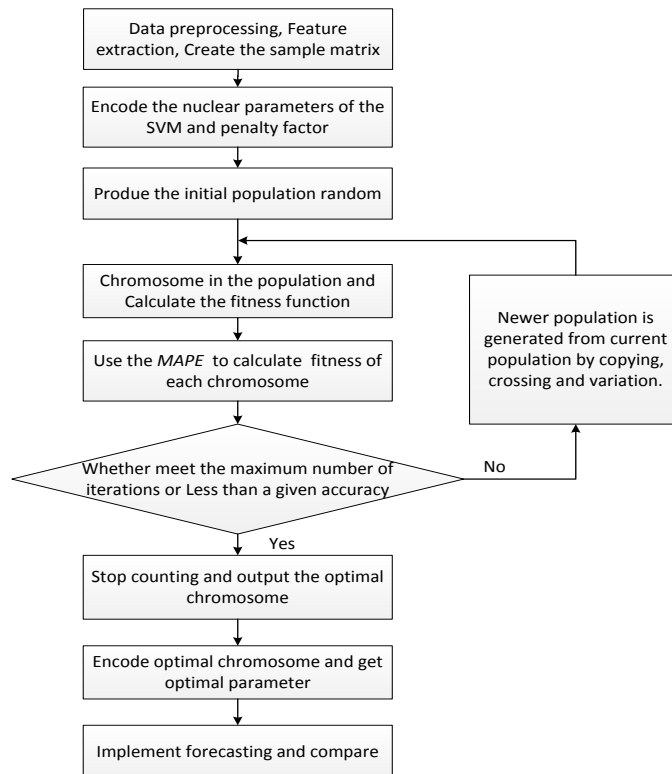 Data preprocessing, Feature
extraction, Create the sample matrix
Encode the nuclear parameters of the
SVM and penalty factor
Produe the initial population random
Chromosome in the population and
Calculate the fitness function
Use the MAPE to calculate fitness of
each chromosome
Newer population is
generated from current
population by copying,
crossing and variation.
Whether meet the maximum number of
iterations or Less than a given accuracy
No
Yes
Stop counting and output the optimal
chromosome
Encode optimal chromosome and get
optimal parameter
Implement forecasting and compare